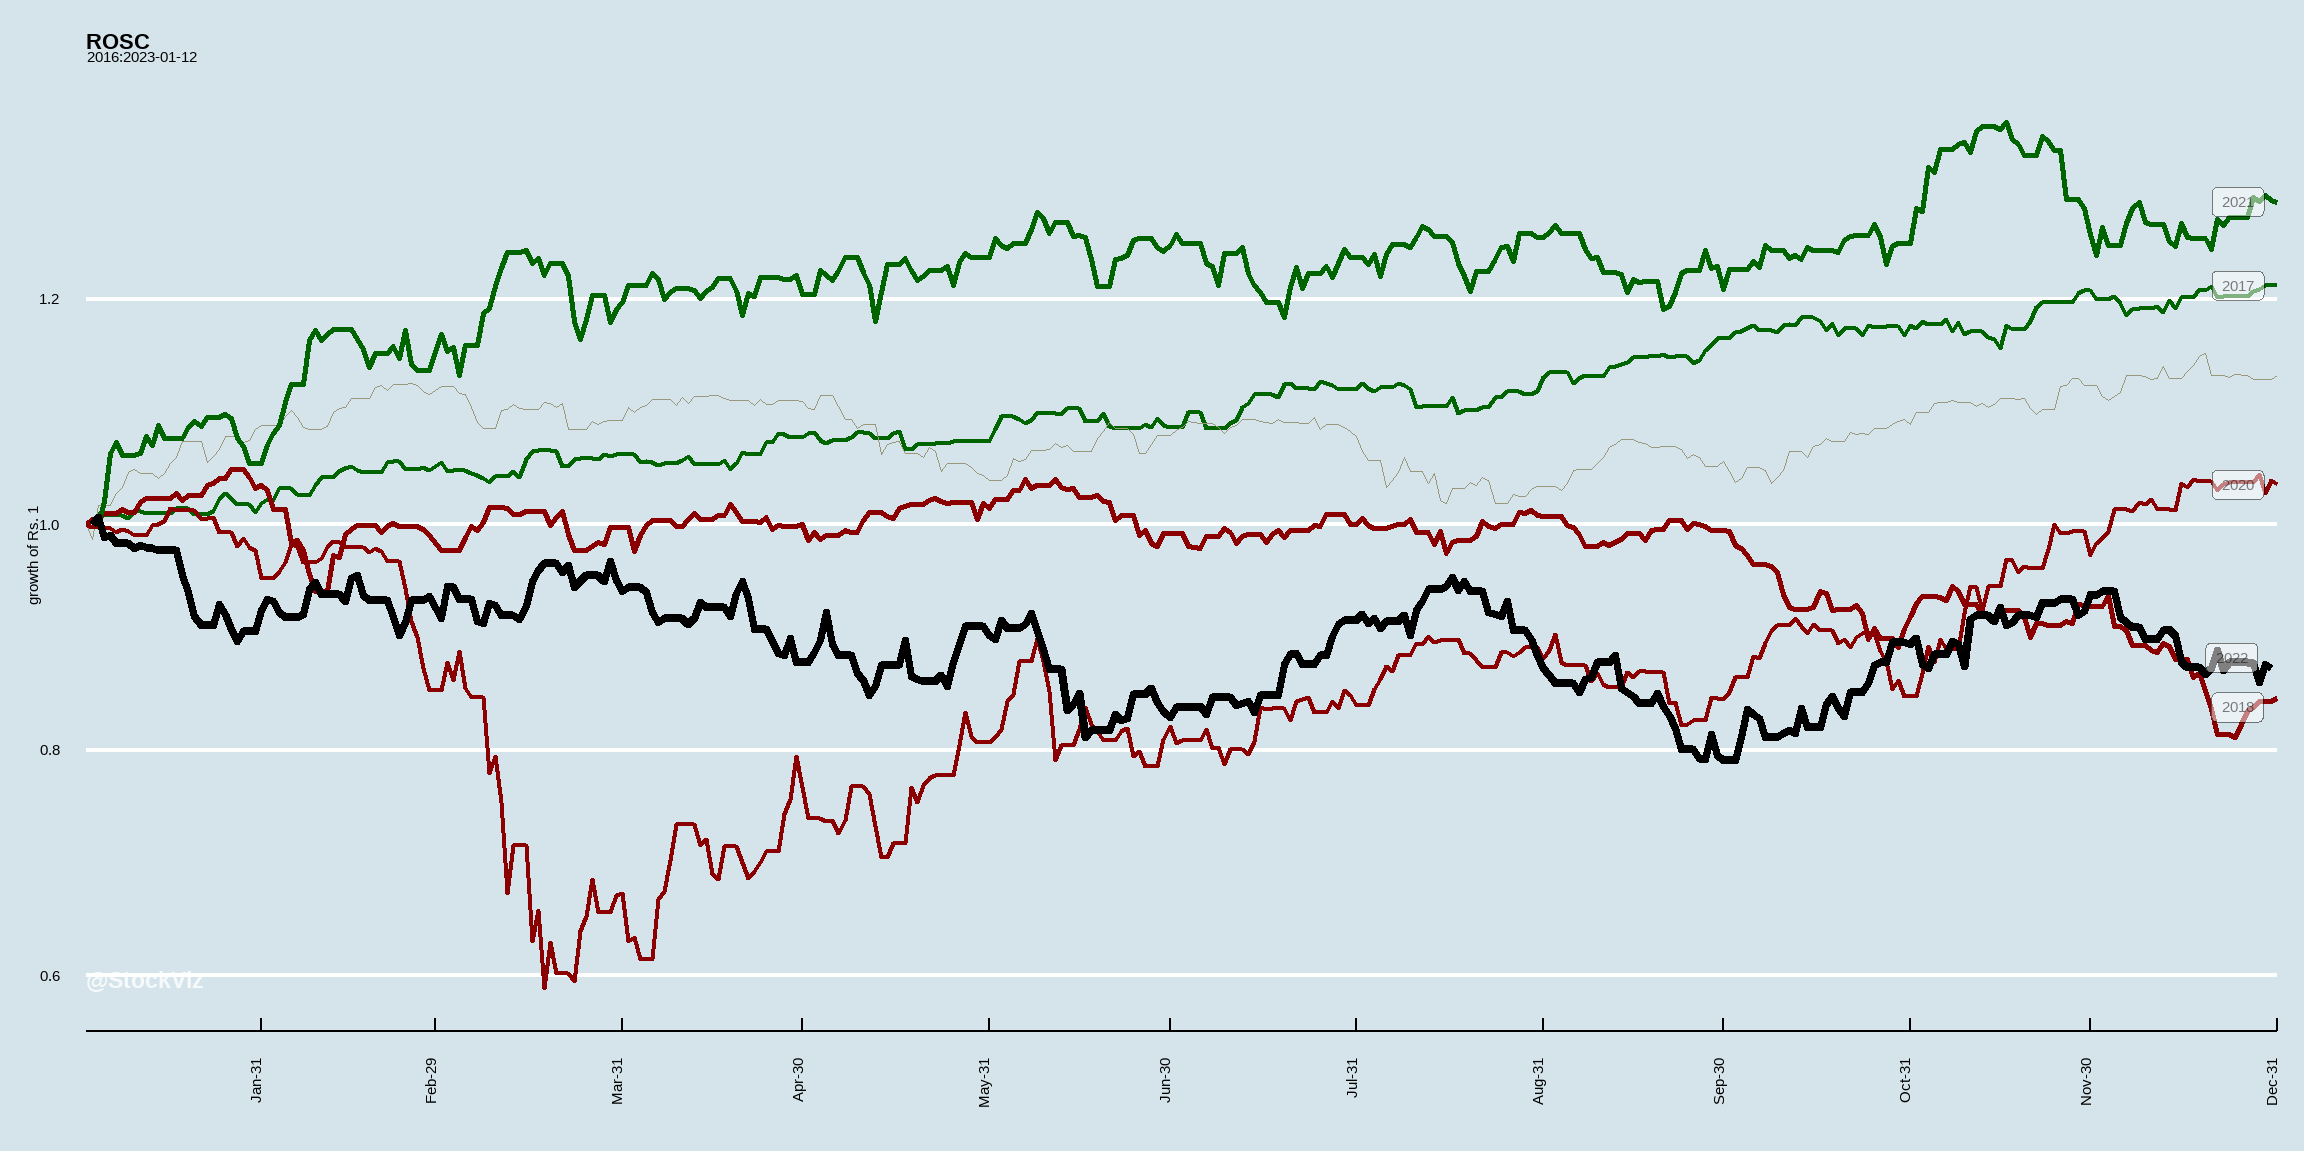 ROSC
2016:2023-01-12
growth of Rs. 1
1.2
1.0
0.8
0.6
2021
2017
2020
2022
2018
@StockViz
Jan-31
Feb-29
Mar-31
Apr-30
May-31
Jun-30
Jul-31
Aug-31
Sep-30
Oct-31
Nov-30
Dec-31